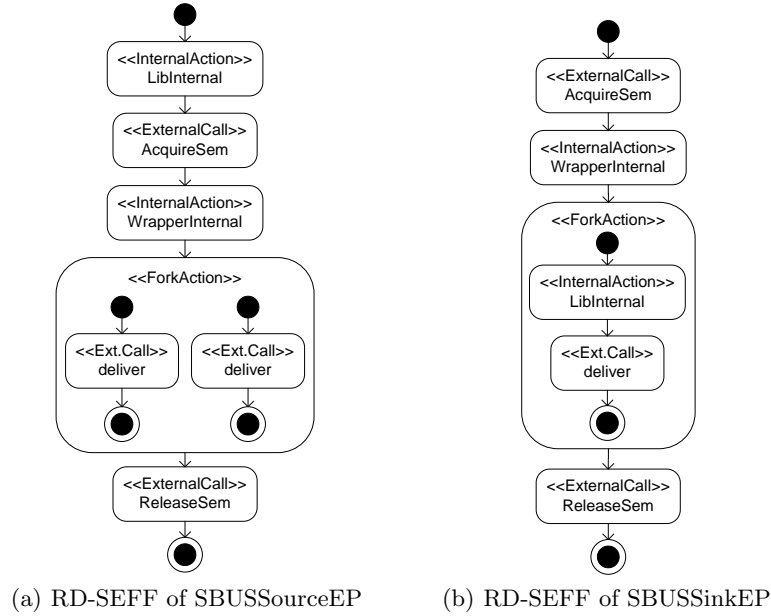 <<InternalAction>>
LibInternal
<<ExternalCall>>
AcquireSem
<<InternalAction>>
WrapperInternal
<<ForkAction>>
<<Ext.Call>>
deliver
<<Ext.Call>>
deliver
<<ExternalCall>>
ReleaseSem
(a) RD-SEFF of SBUSSourceEP
<<ExternalCall>>
AcquireSem
<<InternalAction>>
WrapperInternal
<<ForkAction>>
<<InternalAction>>
LibInternal
<<Ext.Call>>
deliver
<<ExternalCall>>
ReleaseSem
(b) RD-SEFF of SBUSSinkEP